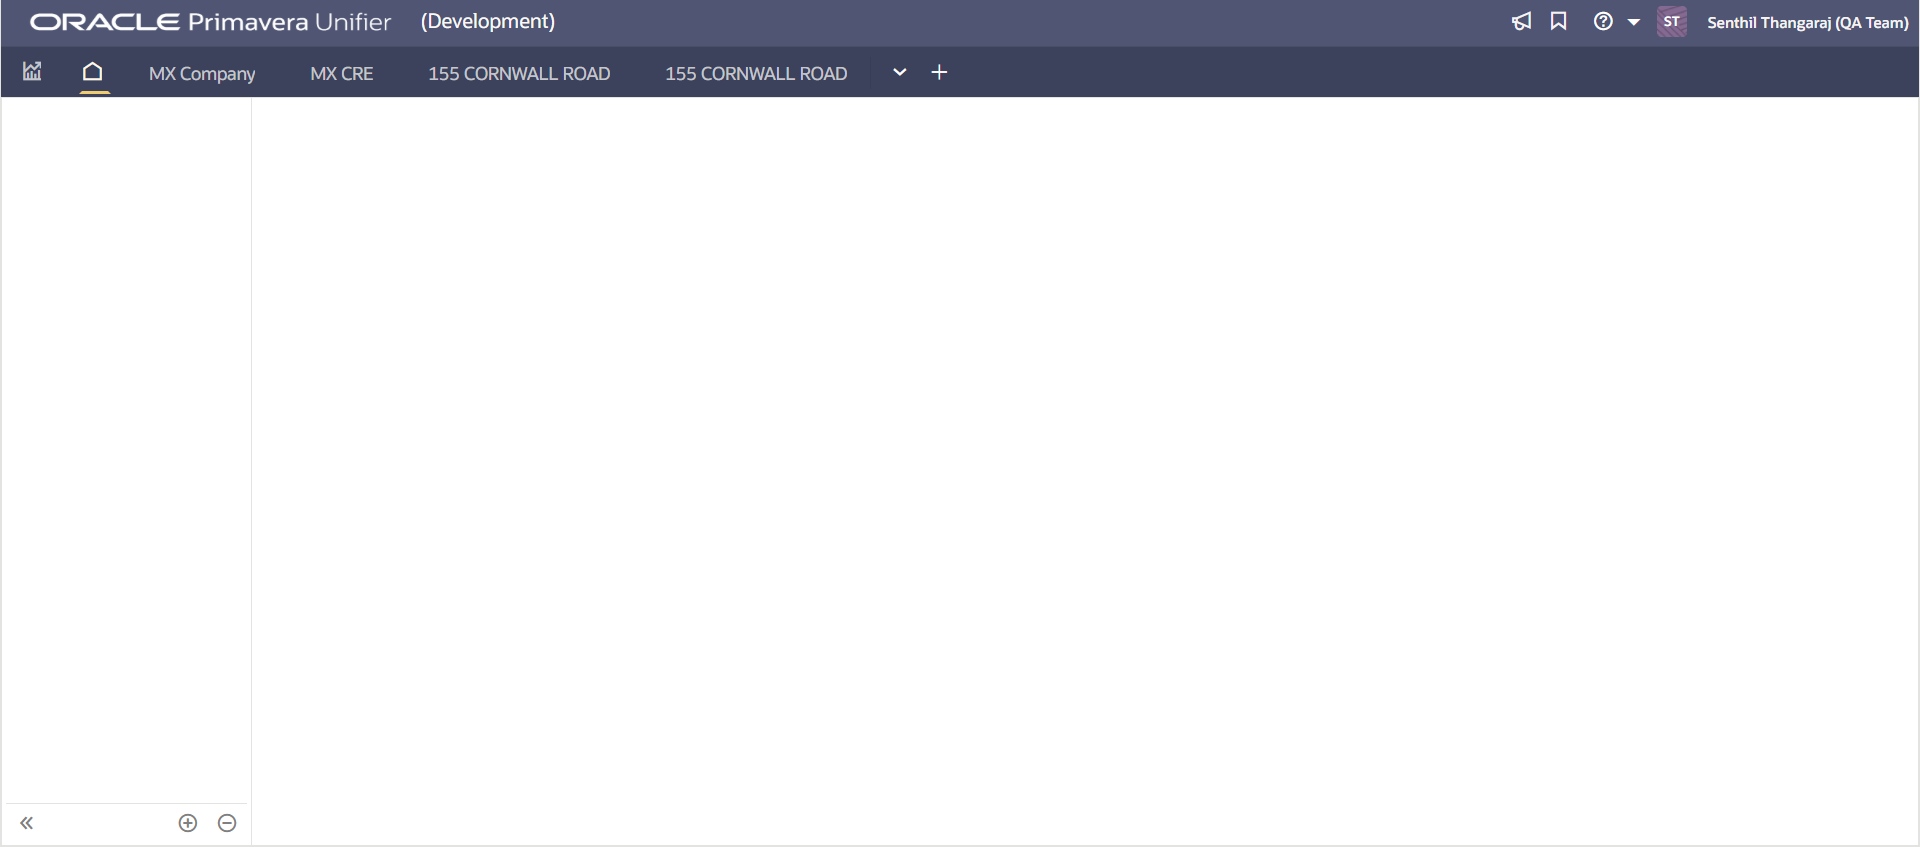 ORACLE Primavera Unifier (Development) ST Senthil Thangaraj (QA Team)
MX Company MX CRE 155 CORNWALL ROAD 155 CORNWALL ROAD